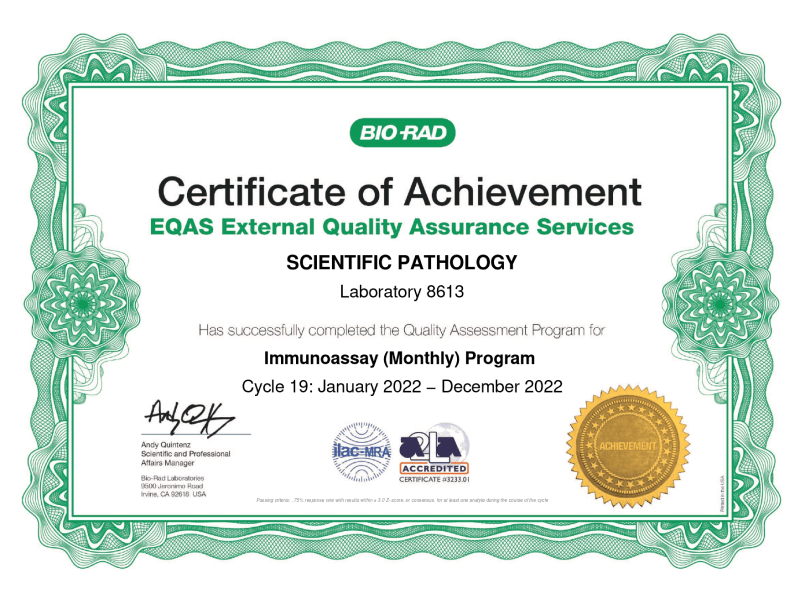 BIO-RAD
Certificate of Achievement
EQAS External Quality Assurance Services
SCIENTIFIC PATHOLOGY
Laboratory 8613
Has successfully completed the Quality Assessment Program for
Immunoassay (Monthly) Program
Cycle 19: January 2022 – December 2022
Andy Quintenz
Scientific and Professional
Affairs Manager
Bio-Rad Laboratories
9500 Jeronimo Road
Irvine, CA 92618 USA
ilac-MRA
A2LA
ACCREDITED
CERTIFICATE #3233.01
ACHIEVEMENT
Passing criteria: 75% response rate with results within ± 3.0 Z-score, or consensus, for at least one analyte during the course of the cycle
Printed in the USA